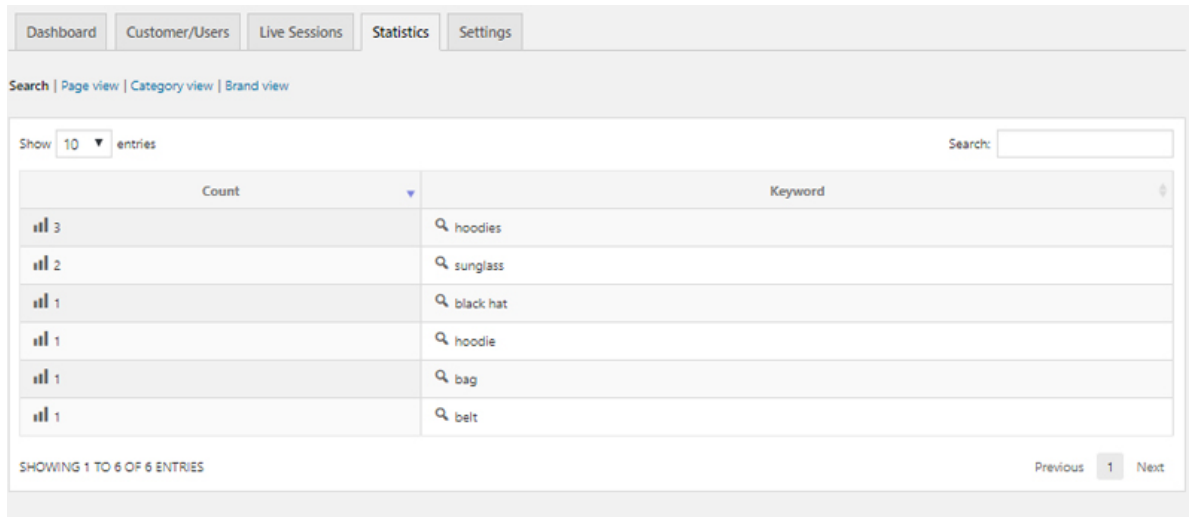 Dashboard Customer/Users Live Sessions Statistics Settings
Search | Page view | Category view | Brand view
Show 10 entries Search:
Count Keyword
3 hoodies
2 sunglass
1 black hat
1 hoodie
1 bag
1 belt
SHOWING 1 TO 6 OF 6 ENTRIES Previous 1 Next